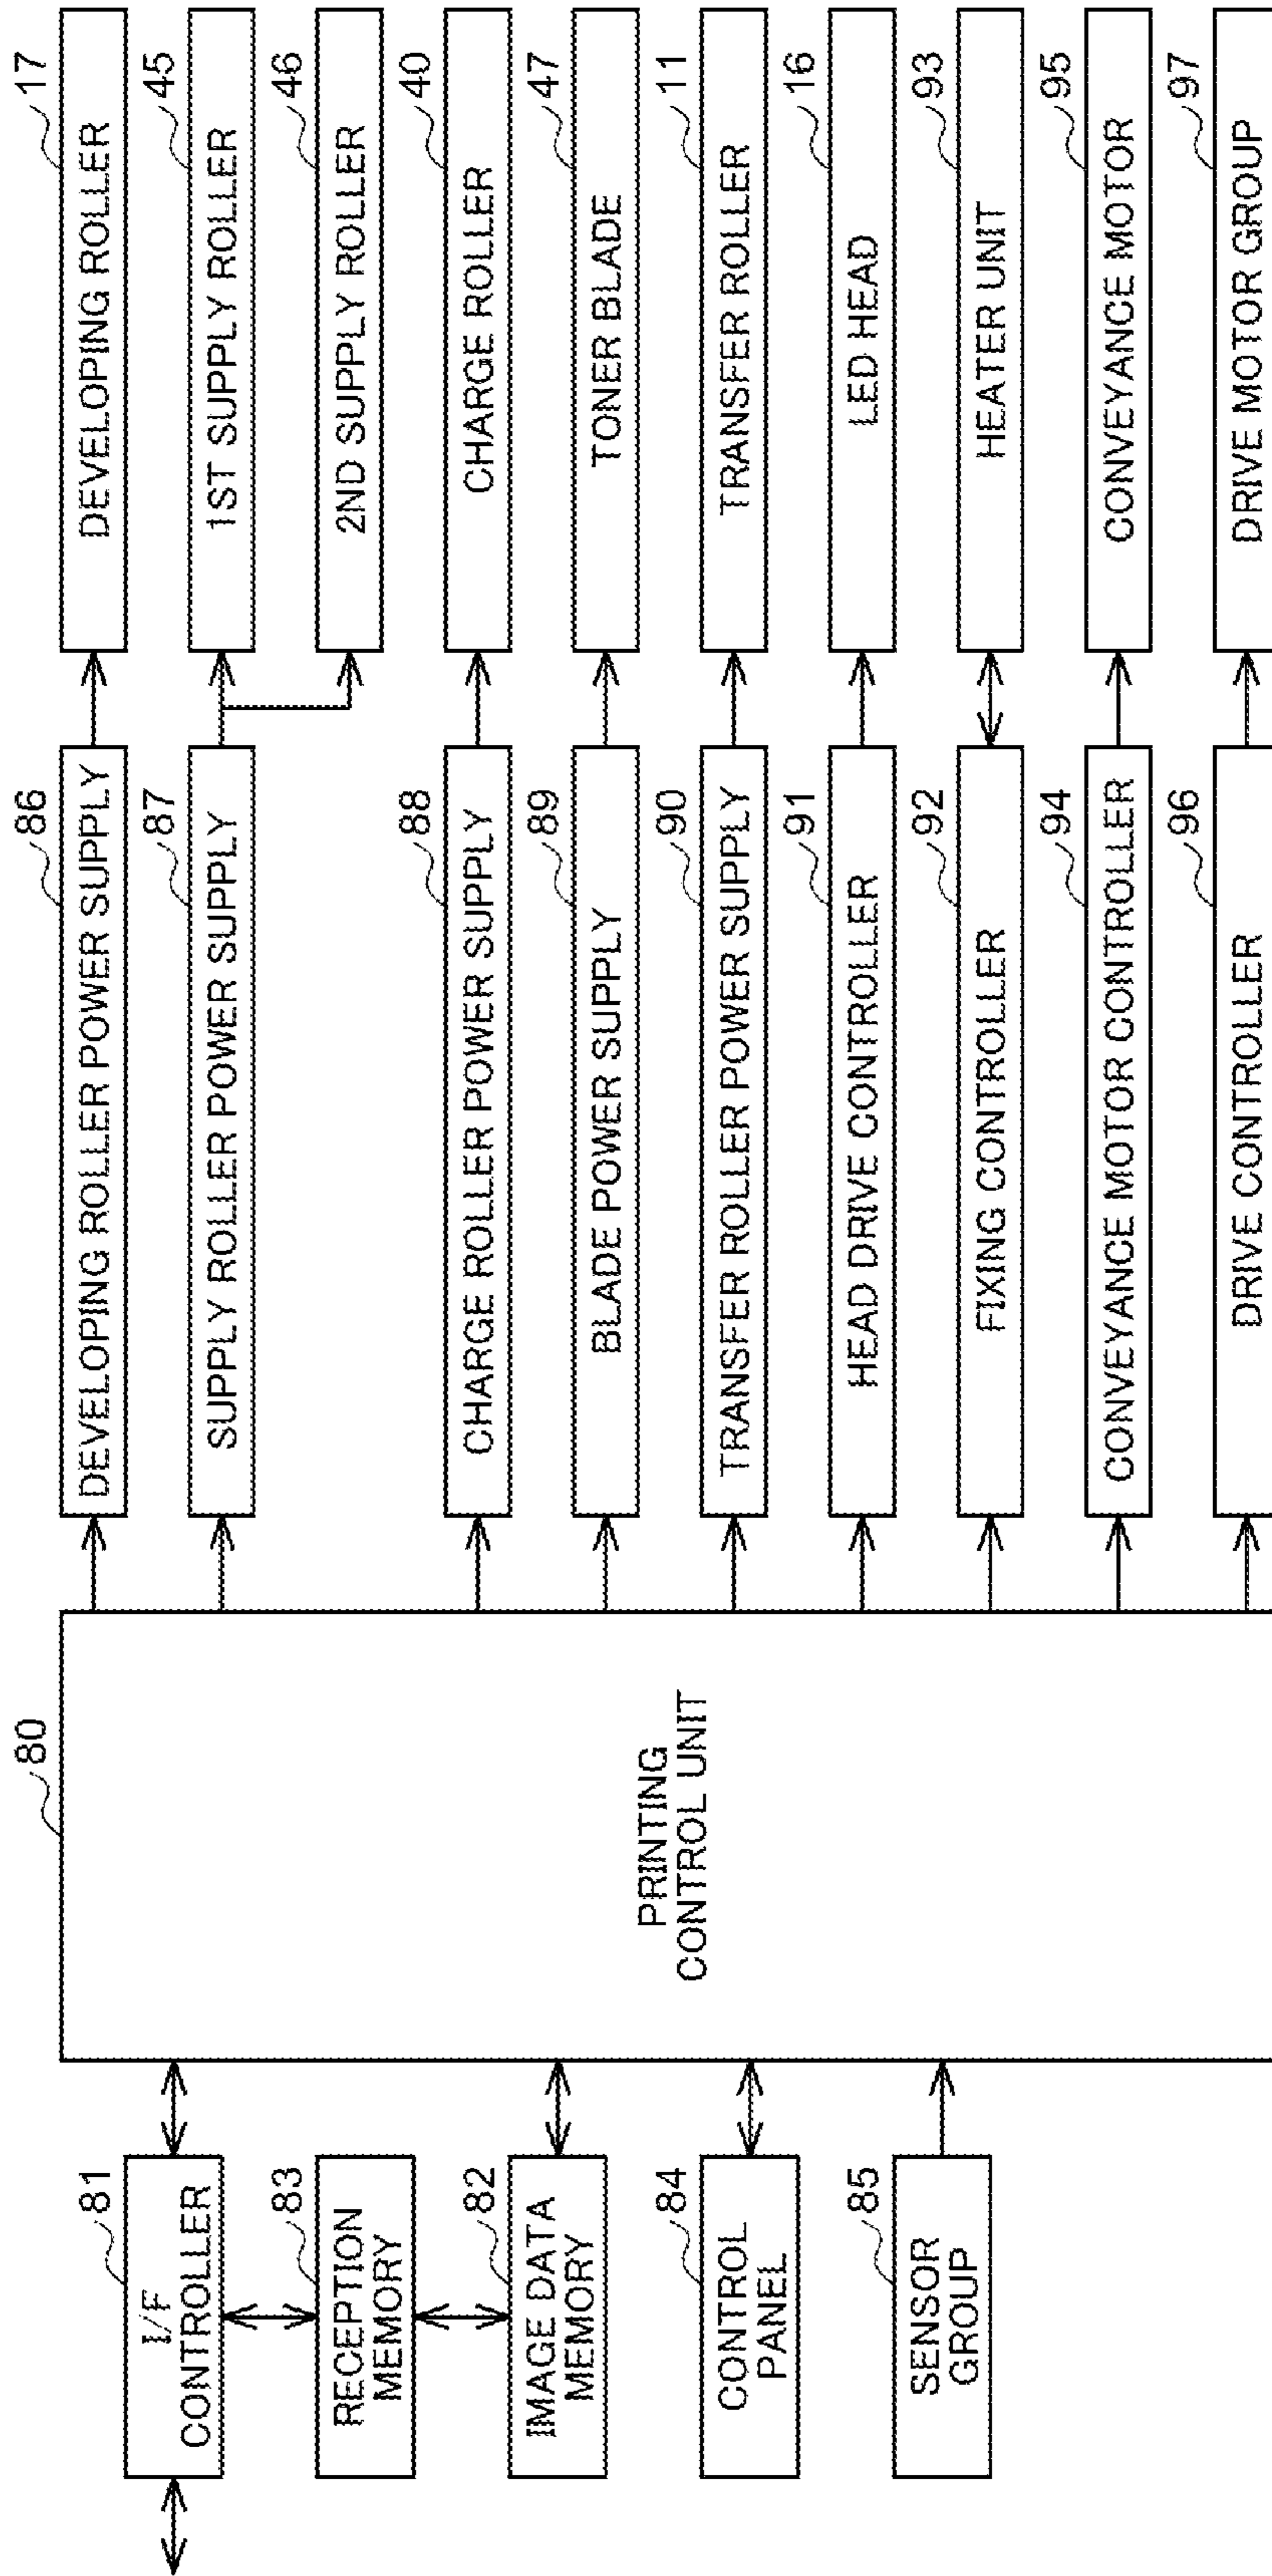 81
I/F
CONTROLLER
83
RECEPTION
MEMORY
82
IMAGE DATA
MEMORY
84
CONTROL
PANEL
85
SENSOR
GROUP
80
PRINTING
CONTROL UNIT
86
DEVELOPING ROLLER POWER SUPPLY
17
DEVELOPING ROLLER
87
SUPPLY ROLLER POWER SUPPLY
45
1ST SUPPLY ROLLER
46
2ND SUPPLY ROLLER
88
CHARGE ROLLER POWER SUPPLY
40
CHARGE ROLLER
89
BLADE POWER SUPPLY
47
TONER BLADE
90
TRANSFER ROLLER POWER SUPPLY
11
TRANSFER ROLLER
91
HEAD DRIVE CONTROLLER
16
LED HEAD
92
FIXING CONTROLLER
93
HEATER UNIT
94
CONVEYANCE MOTOR CONTROLLER
95
CONVEYANCE MOTOR
96
DRIVE CONTROLLER
97
DRIVE MOTOR GROUP